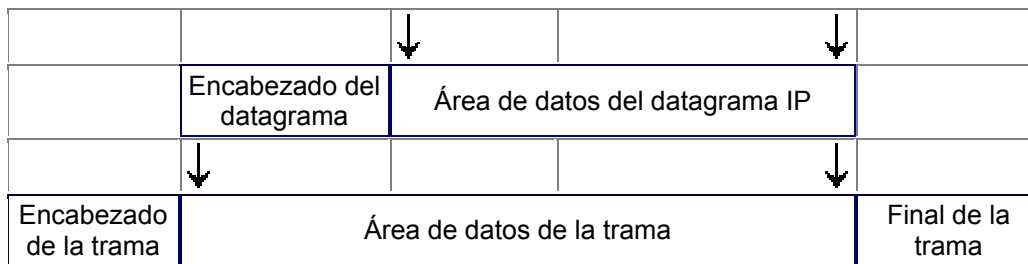 Encabezado del
datagrama
Área de datos del datagrama IP
Encabezado
de la trama
Área de datos de la trama
Final de la
trama